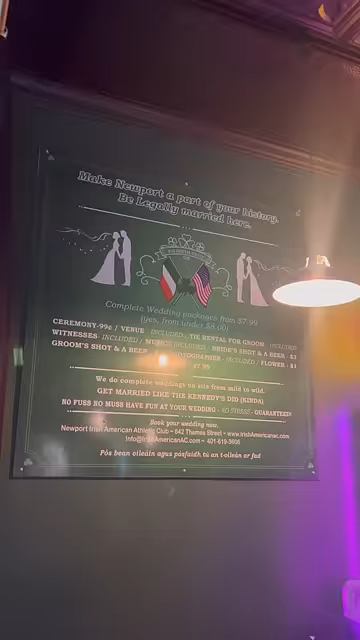 Make Newport a part of your history.
Be Legally married here.
Complete Wedding packages from $7.99
(yes, from under $8.00)
CEREMONY-99¢ / VENUE - INCLUDED / TIE RENTAL FOR GROOM - INCLUDED
WITNESSES - INCLUDED / MUSIC - INCLUDED / BRIDE'S SHOT & A BEER - $3
GROOM'S SHOT & A BEER PHOTOGRAPHER - INCLUDED / FLOWER - $1
$7.99
We do complete weddings on site from mild to wild.
GET MARRIED LIKE THE KENNEDY'S DID (KINDA)
NO FUSS NO MUSS HAVE FUN AT YOUR WEDDING - NO STRESS - GUARANTEED!
Book your wedding now.
Newport Irish American Athletic Club ~ 642 Thames Street ~ www.IrishAmericanac.com
Info@IrishAmericanAC.com ~ 401-619-3606
Pós bean oileáin agus pósfaidh tu an t-oileán ar fad